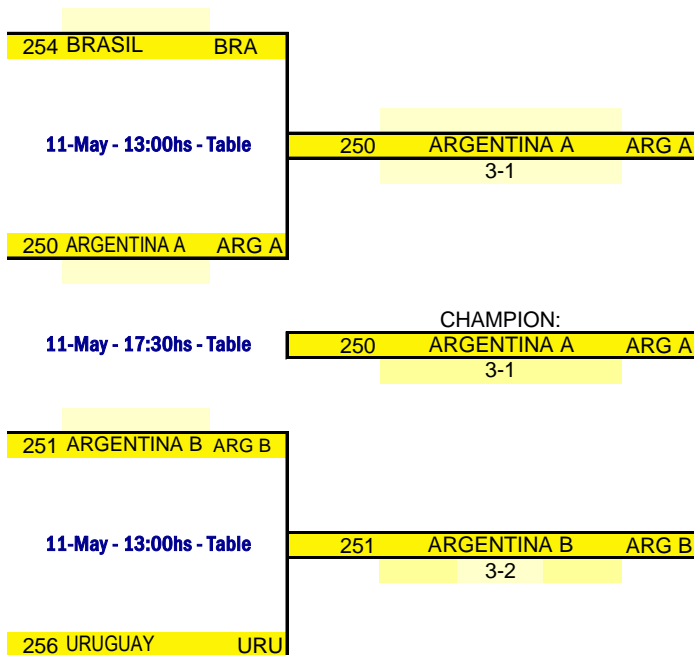 254 BRASIL BRA
11-May - 13:00hs - Table
250 ARGENTINA A ARG A
3-1
250 ARGENTINA A ARG A
CHAMPION:
11-May - 17:30hs - Table
250 ARGENTINA A ARG A
3-1
251 ARGENTINA B ARG B
11-May - 13:00hs - Table
251 ARGENTINA B ARG B
3-2
256 URUGUAY URU